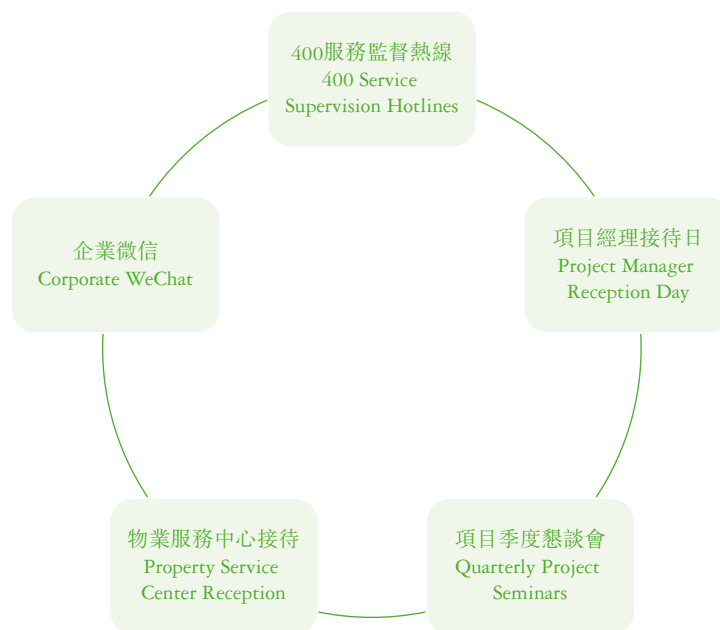 400服務監督熱線
400 Service
Supervision Hotlines
項目經理接待日
Project Manager
Reception Day
項目季度懇談會
Quarterly Project
Seminars
物業服務中心接待
Property Service
Center Reception
企業微信
Corporate WeChat